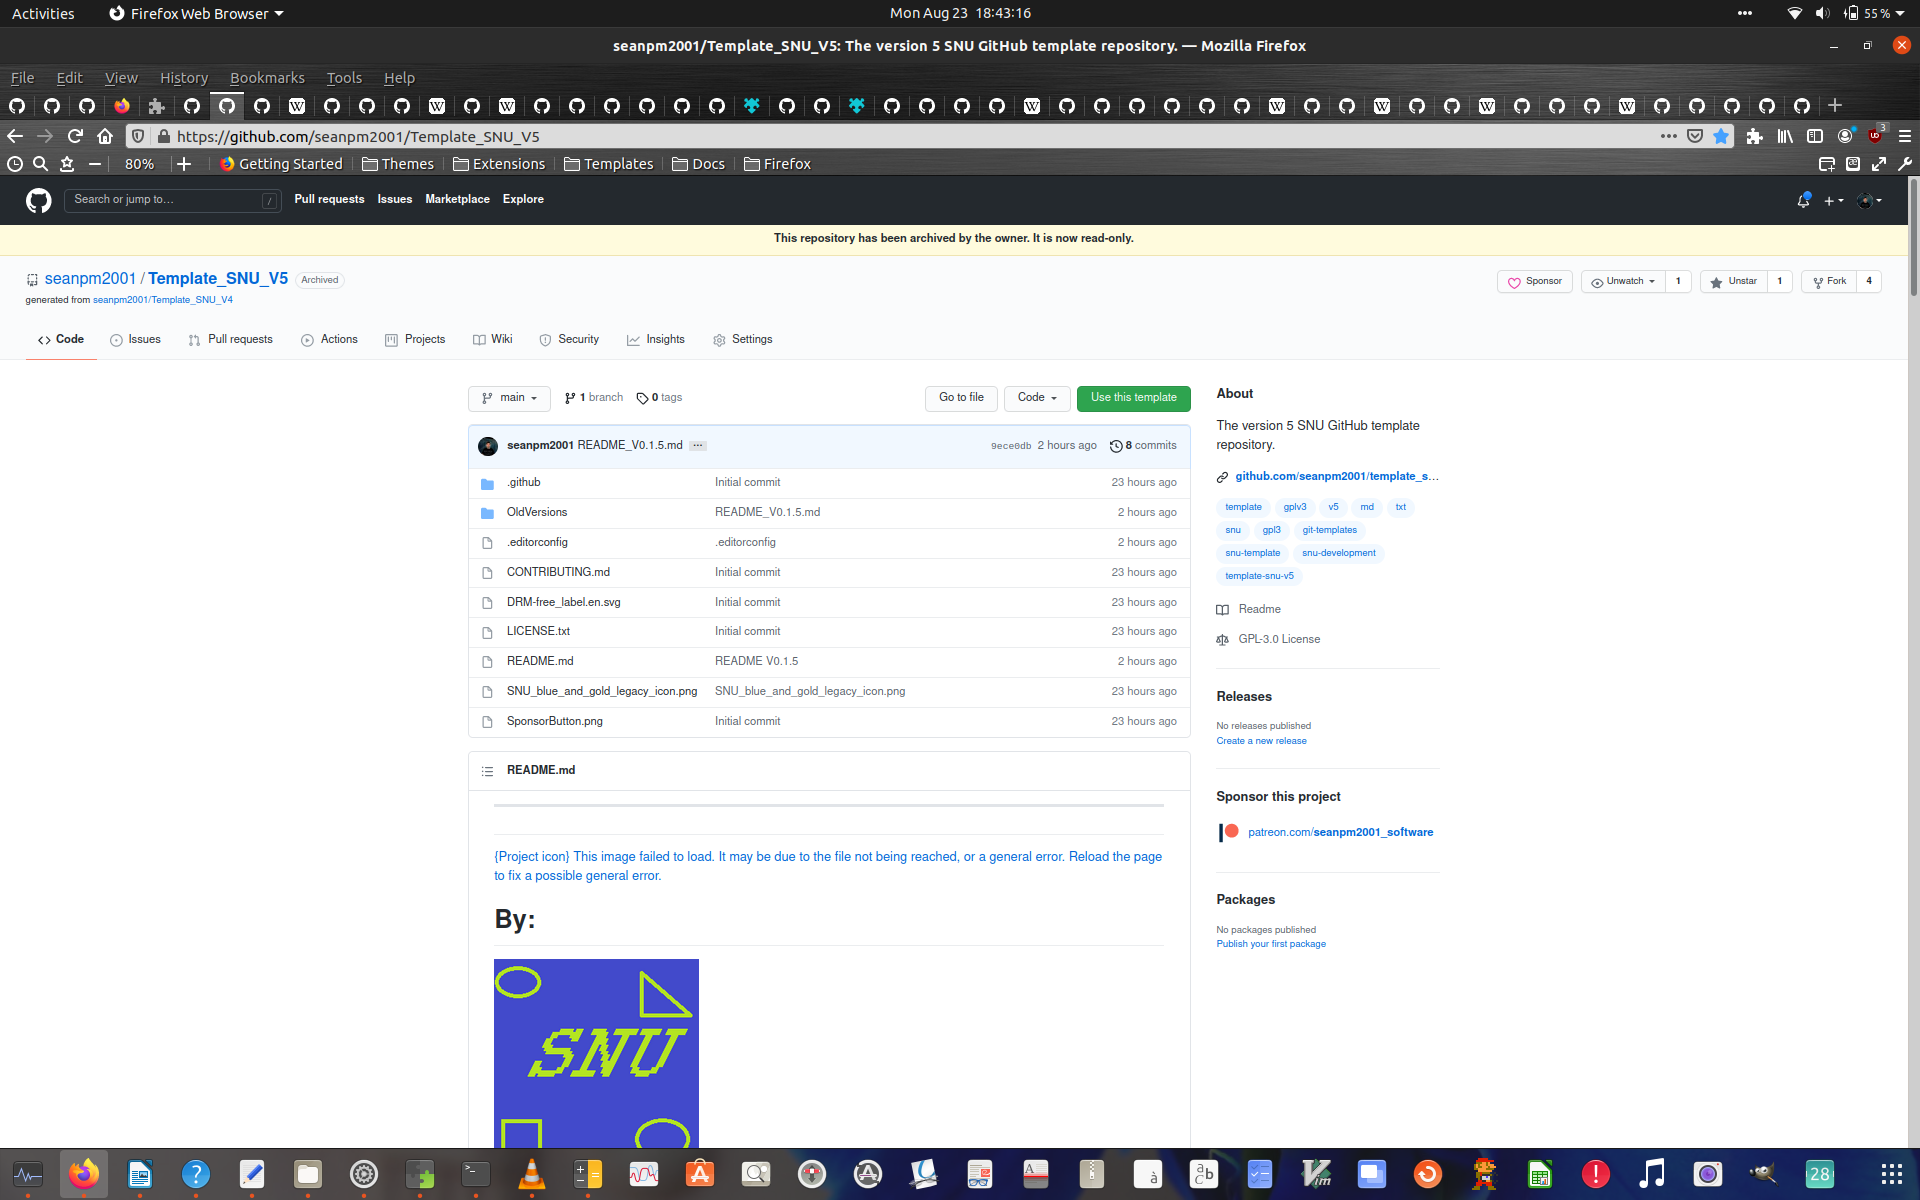 Activities
Firefox Web Browser
Mon Aug 23  18:43:16
55 %
seanpm2001/Template_SNU_V5: The version 5 SNU GitHub template repository. — Mozilla Firefox
File Edit View History Bookmarks Tools Help
https://github.com/seanpm2001/Template_SNU_V5
3
80%
Getting Started
Themes
Extensions
Templates
Docs
Firefox
Search or jump to…
/
Pull requests
Issues
Marketplace
Explore
This repository has been archived by the owner. It is now read-only.
seanpm2001 / Template_SNU_V5 Archived
generated from seanpm2001/Template_SNU_V4
Sponsor
Unwatch 1
Unstar 1
Fork 4
Code
Issues
Pull requests
Actions
Projects
Wiki
Security
Insights
Settings
main
1 branch
0 tags
Go to file
Code
Use this template
seanpm2001 README_V0.1.5.md ...
9ece0db 2 hours ago
8 commits
.github Initial commit 23 hours ago
OldVersions README_V0.1.5.md 2 hours ago
.editorconfig .editorconfig 2 hours ago
CONTRIBUTING.md Initial commit 23 hours ago
DRM-free_label.en.svg Initial commit 23 hours ago
LICENSE.txt Initial commit 23 hours ago
README.md README V0.1.5 2 hours ago
SNU_blue_and_gold_legacy_icon.png SNU_blue_and_gold_legacy_icon.png 23 hours ago
SponsorButton.png Initial commit 23 hours ago
README.md
{Project icon} This image failed to load. It may be due to the file not being reached, or a general error. Reload the page
to fix a possible general error.
By:
SNU
About
The version 5 SNU GitHub template
repository.
github.com/seanpm2001/template_s…
template gplv3 v5 md txt
snu gpl3 git-templates
snu-template snu-development
template-snu-v5
Readme
GPL-3.0 License
Releases
No releases published
Create a new release
Sponsor this project
patreon.com/seanpm2001_software
Packages
No packages published
Publish your first package
28